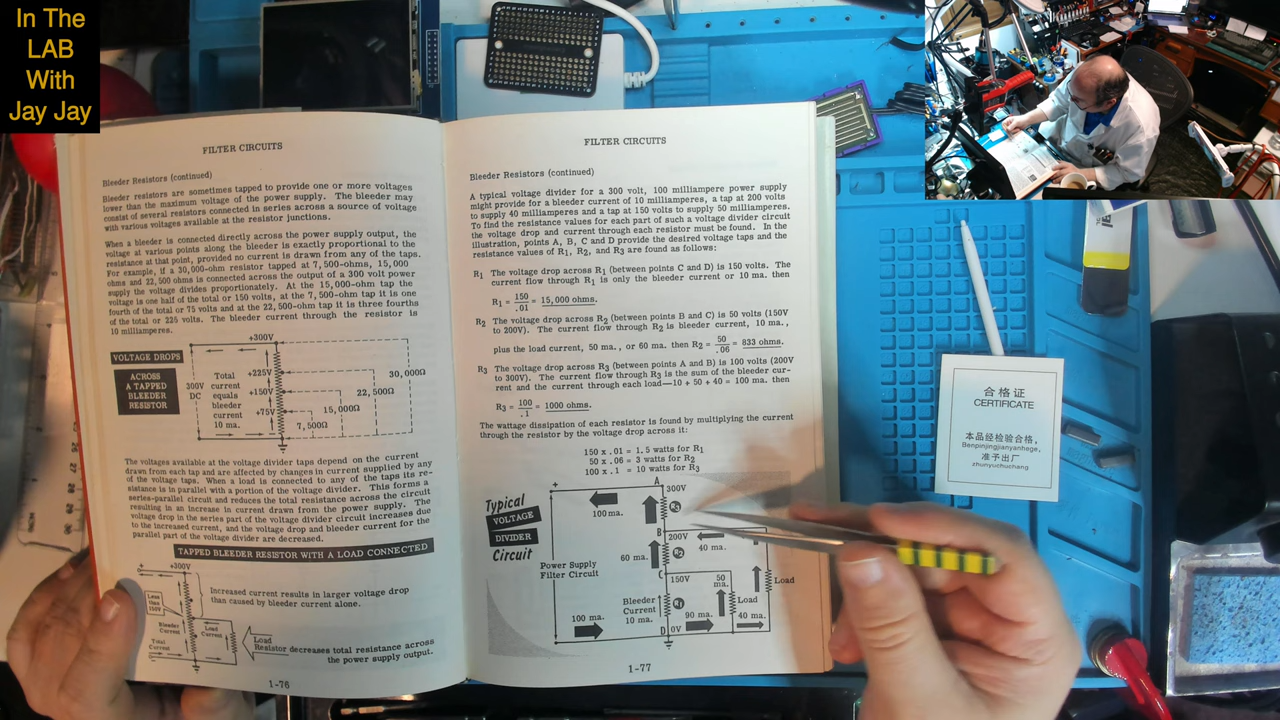 In The
LAB
With
Jay Jay
FILTER CIRCUITS
Bleeder Resistors (continued)
Bleeder resistors are sometimes tapped to provide one or more voltages
lower than the maximum voltage of the power supply. The bleeder may
consist of several resistors connected in series across a source of voltage
with various voltages available at the resistor junctions.
When a bleeder is connected directly across the power supply output, the
voltage at various points along the bleeder is exactly proportional to the
resistance at that point, provided no current is drawn from any of the taps.
For example, if a 30,000-ohm resistor tapped at 7,500-ohms, 15,000
ohms and 22,500 ohms is connected across the output of a 300 volt power
supply the voltage divides proportionately. At the 15,000-ohm tap the
voltage is one half of the total or 150 volts, at the 7,500-ohm tap it is one
fourth of the total or 75 volts and at the 22,500-ohm tap it is three fourths
of the total or 225 volts. The bleeder current through the resistor is
10 milliamperes.
VOLTAGE DROPS
ACROSS
A TAPPED
BLEEDER
RESISTOR
300V
DC
Total
current
equals
bleeder
current
10 ma.
+300V
+225V
+150V
+75V
30,000Ω
22,500Ω
15,000Ω
7,500Ω
The voltages available at the voltage divider taps depend on the current
drawn from each tap and are affected by changes in current supplied by any
of the voltage taps. When a load is connected to any of the taps its re-
sistance is in parallel with a portion of the voltage divider. This forms a
series-parallel circuit and reduces the total resistance across the circuit
resulting in an increase in current drawn from the power supply. The
voltage drop in the series part of the voltage divider circuit increases due
to the increased current, and the voltage drop and bleeder current for the
parallel part of the voltage divider are decreased.
TAPPED BLEEDER RESISTOR WITH A LOAD CONNECTED
+300V
Increased current results in larger voltage drop
than caused by bleeder current alone.
Less
than
150V
Bleeder
Current
Load
Current
Total
Current
Load
Resistor decreases total resistance across
the power supply output.
1-76
FILTER CIRCUITS
Bleeder Resistors (continued)
A typical voltage divider for a 300 volt, 100 milliampere power supply
might provide for a bleeder current of 10 milliamperes, a tap at 200 volts
to supply 40 milliamperes and a tap at 150 volts to supply 50 milliamperes.
To find the resistance values for each part of such a voltage divider circuit
the voltage drop and current through each resistor must be found. In the
illustration, points A, B, C and D provide the desired voltage taps and the
resistance values of R1, R2, and R3 are found as follows:
R1 The voltage drop across R1 (between points C and D) is 150 volts. The
current flow through R1 is only the bleeder current or 10 ma. then
R1 = 150/.01 = 15,000 ohms.
R2 The voltage drop across R2 (between points B and C) is 50 volts (150V
to 200V). The current flow through R2 is bleeder current, 10 ma.,
plus the load current, 50 ma., or 60 ma. then R2 = 50/.06 = 833 ohms.
R3 The voltage drop across R3 (between points A and B) is 100 volts (200V
to 300V). The current flow through R3 is the sum of the bleeder cur-
rent and the current through each load—10 + 50 + 40 = 100 ma. then
R3 = 100/.1 = 1000 ohms.
The wattage dissipation of each resistor is found by multiplying the current
through the resistor by the voltage drop across it:
150 x .01 = 1.5 watts for R1
50 x .06 = 3 watts for R2
100 x .1 = 10 watts for R3
Typical
VOLTAGE
DIVIDER
Circuit
+
100 ma.
A
300V
R3
B
200V
40 ma.
60 ma.
R2
Power Supply
Filter Circuit
C
150V
50
ma.
Load
Bleeder
Current
10 ma.
R1
Load
100 ma.
D
0V
90 ma.
40 ma.
1-77
合格证
CERTIFICATE
本品经检验合格，
Benpinjingjianyanhege,
准予出厂
zhunyuchuchang